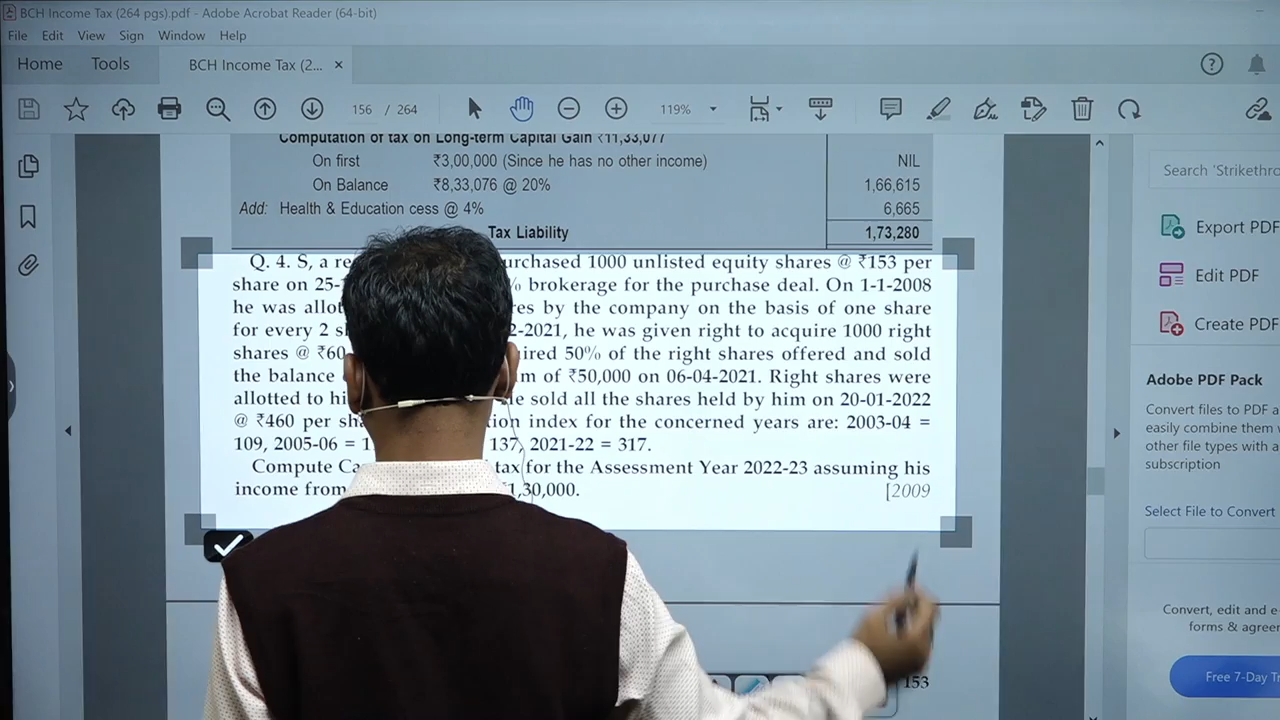 BCH Income Tax (264 pgs).pdf - Adobe Acrobat Reader (64-bit)
File Edit View Sign Window Help
Home Tools BCH Income Tax (2... ×
156 / 264 119%
Computation of tax on Long-term Capital Gain ₹11,33,077
On first ₹3,00,000 (Since he has no other income) NIL
On Balance ₹8,33,076 @ 20% 1,66,615
Add: Health & Education cess @ 4% 6,665
Tax Liability 1,73,280
Q. 4. S, a re urchased 1000 unlisted equity shares @ ₹153 per
share on 25- % brokerage for the purchase deal. On 1-1-2008
he was allot res by the company on the basis of one share
for every 2 s 2-2021, he was given right to acquire 1000 right
shares @ ₹60 ired 50% of the right shares offered and sold
the balance m of ₹50,000 on 06-04-2021. Right shares were
allotted to hi e sold all the shares held by him on 20-01-2022
@ ₹460 per sha ion index for the concerned years are: 2003-04 =
109, 2005-06 = 1 137, 2021-22 = 317.
Compute Ca tax for the Assessment Year 2022-23 assuming his
income from 1,30,000. [2009
153
Search 'Strikethro
Export PDF
Edit PDF
Create PDF
Adobe PDF Pack
Convert files to PDF a
easily combine them
other file types with a
subscription
Select File to Convert
Convert, edit and e-
forms & agree
Free 7-Day Tr